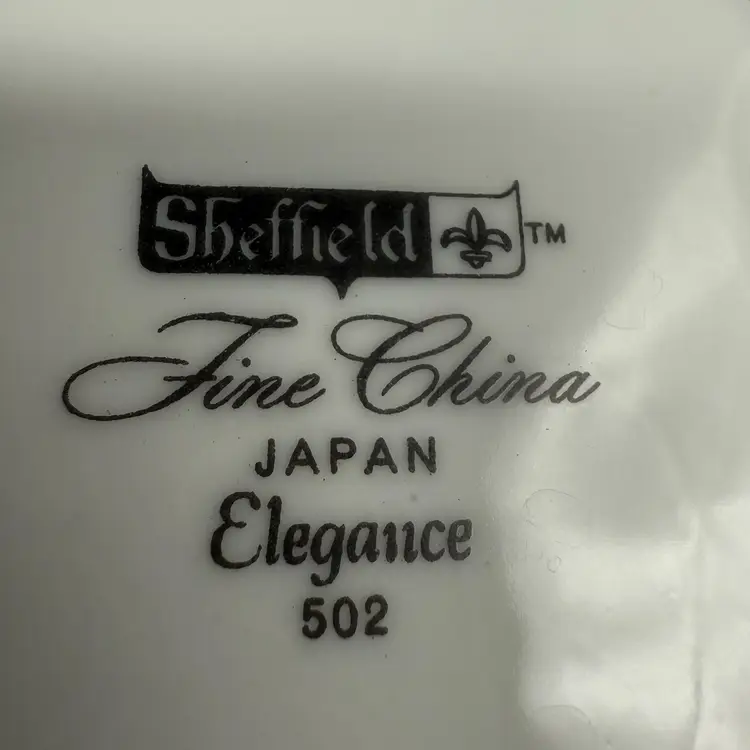 Sheffield TM
Fine China
JAPAN
Elegance
502